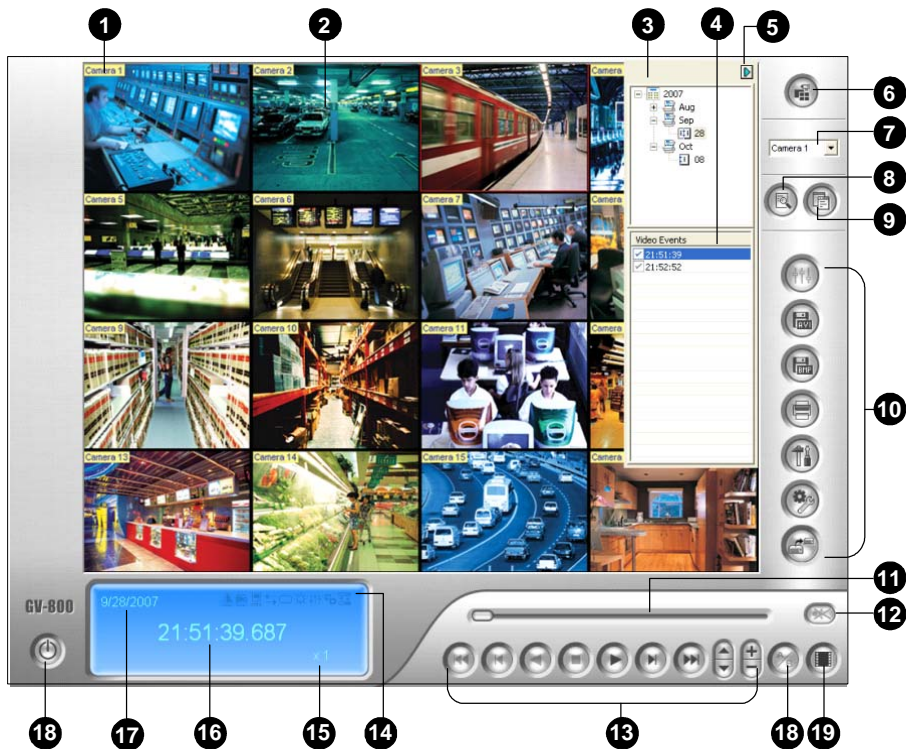 1 2 3 4 5
Camera 1 Camera 2 Camera 3 Camera
2007
Aug
Sep
28
Oct
08
6
7
Camera 1
8
9
Camera 5 Camera 6 Camera 7
Video Events
21:51:39
21:52:52
AVI
BMP
10
Camera 9 Camera 10 Camera 11
Camera 13 Camera 14 Camera 15 Camera
11
12
GV-800
9/28/2007
21:51:39.687
x 1
18 17 16 15 14 13 18 19